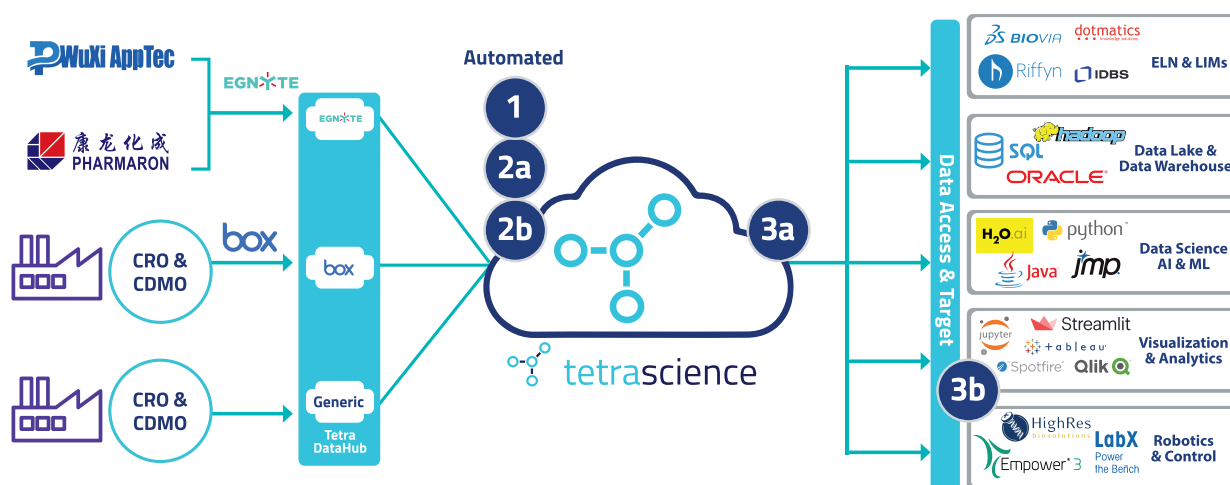 WuXi AppTec
康龙化成
PHARMARON
EGNYTE
CRO &
CDMO
box
CRO &
CDMO
EGNYTE
box
Generic
Tetra
DataHub
Automated
1
2a
2b
3a
tetrascience
Data Access & Target
3b
BIOVIA
dotmatics
knowledge solutions
Riffyn
IDBS
ELN & LIMs
SQL
hadoop
ORACLE
Data Lake &
Data Warehouse
H2O.ai
python
Java
jmp
Data Science
AI & ML
jupyter
Streamlit
+ a b l e a u
Spotfire
Qlik
Visualization
& Analytics
HighRes
biosolutions
Empower 3
LabX
Power
the Bench
Robotics
& Control